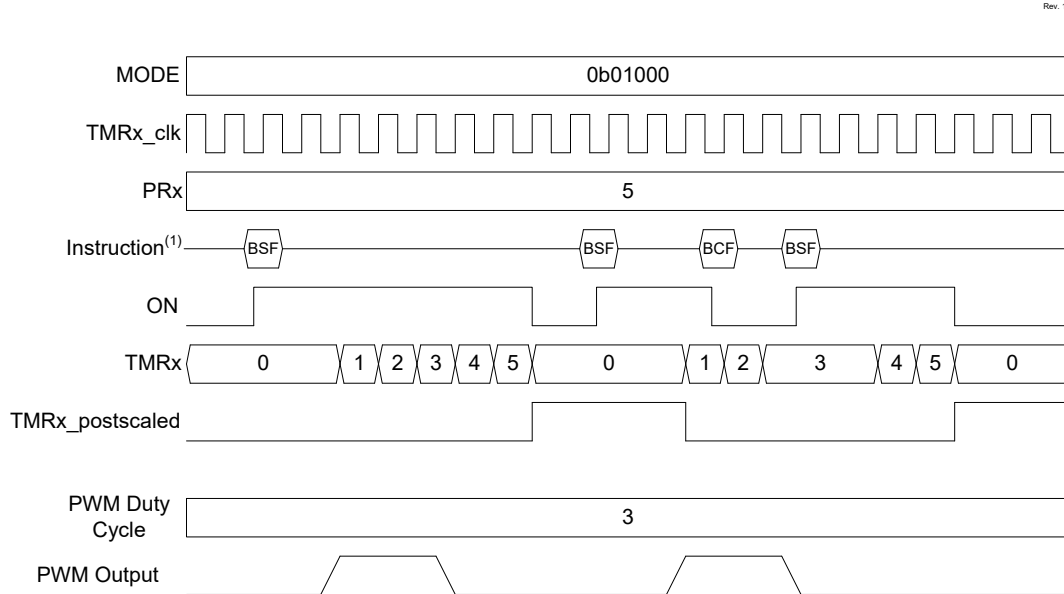 Rev. 1
MODE 0b01000
TMRx_clk
PRx 5
Instruction(1) BSF BSF BCF BSF
ON
TMRx 0 1 2 3 4 5 0 1 2 3 4 5 0
TMRx_postscaled
PWM Duty
Cycle
3
PWM Output